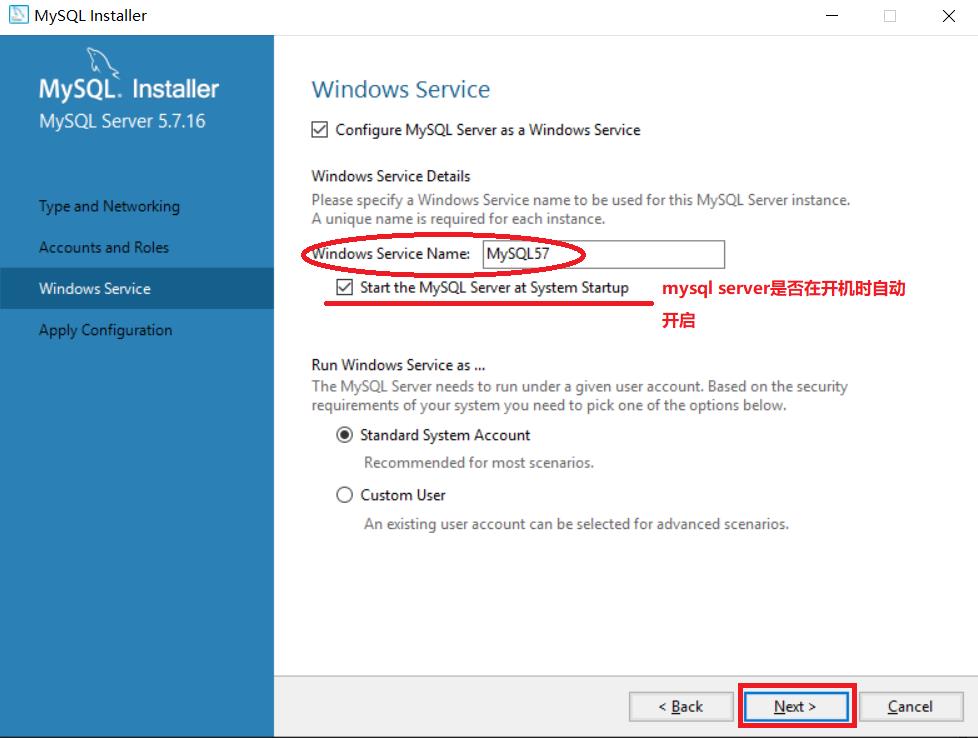 MySQL Installer
MySQL. Installer
MySQL Server 5.7.16
Type and Networking
Accounts and Roles
Windows Service
Apply Configuration
Windows Service
Configure MySQL Server as a Windows Service
Windows Service Details
Please specify a Windows Service name to be used for this MySQL Server instance.
A unique name is required for each instance.
Windows Service Name: MySQL57
Start the MySQL Server at System Startup
mysql server是否在开机时自动
开启
Run Windows Service as ...
The MySQL Server needs to run under a given user account. Based on the security
requirements of your system you need to pick one of the options below.
Standard System Account
Recommended for most scenarios.
Custom User
An existing user account can be selected for advanced scenarios.
< Back
Next >
Cancel